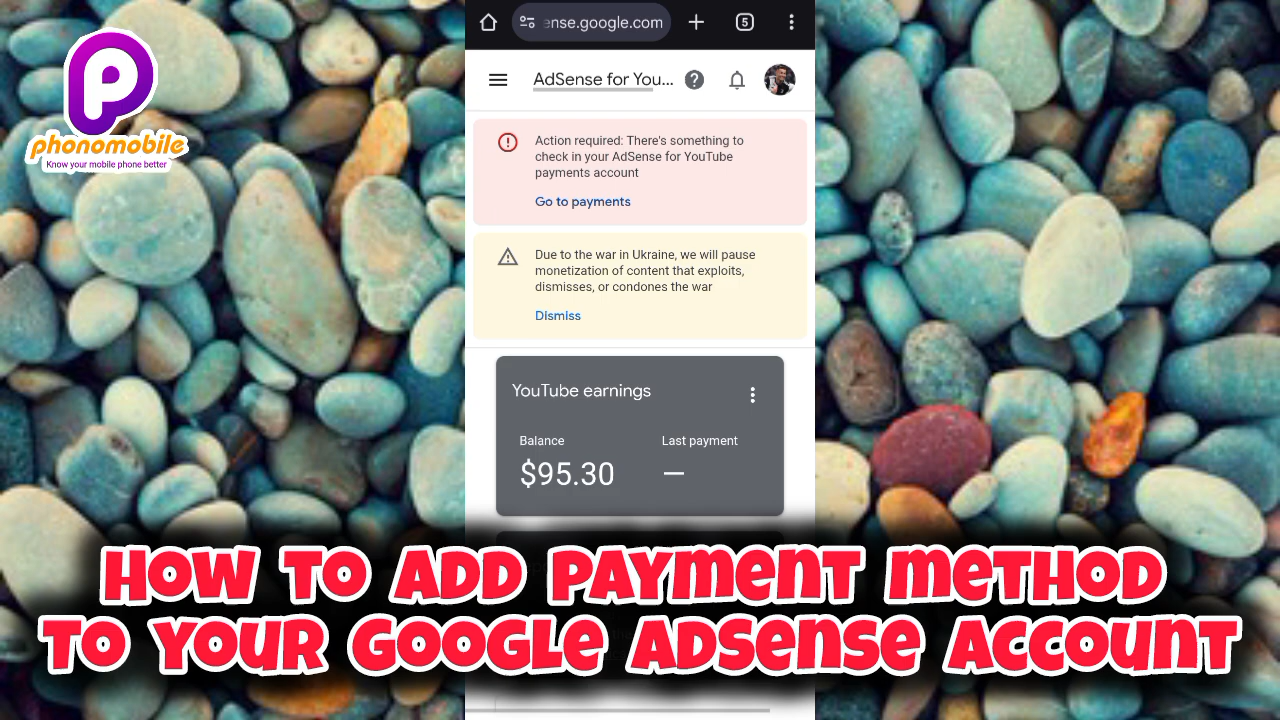 phonomobile
Know your mobile phone better
ense.google.com
5
AdSense for You...
Action required: There's something to
check in your AdSense for YouTube
payments account
Go to payments
Due to the war in Ukraine, we will pause
monetization of content that exploits,
dismisses, or condones the war
Dismiss
YouTube earnings
Balance
Last payment
$95.30
—
HOW TO ADD PAYMENT METHOD
TO YOUR GOOGLE ADSENSE ACCOUNT